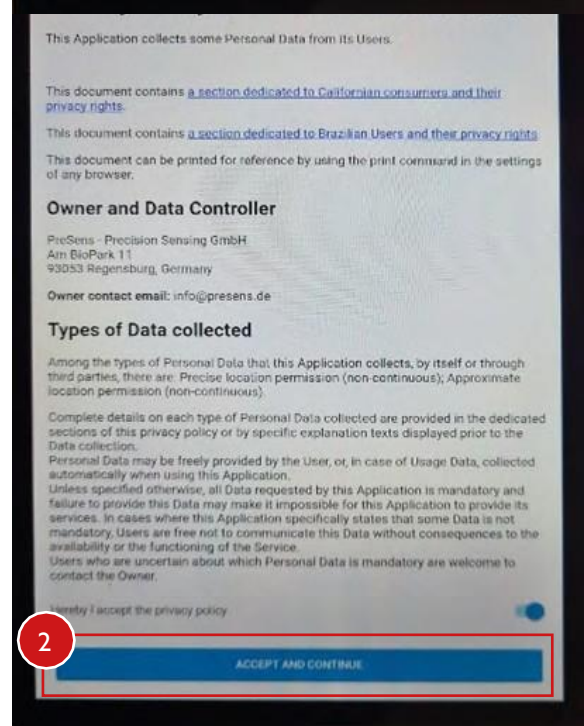 This Application collects some Personal Data from its Users.
This document contains a section dedicated to Californian consumers and their
privacy rights.
This document contains a section dedicated to Brazilian Users and their privacy rights.
This document can be printed for reference by using the print command in the settings
of any browser.
Owner and Data Controller
PreSens - Precision Sensing GmbH
Am BioPark 11
93053 Regensburg, Germany
Owner contact email: info@presens.de
Types of Data collected
Among the types of Personal Data that this Application collects, by itself or through
third parties, there are: Precise location permission (non-continuous); Approximate
location permission (non-continuous).
Complete details on each type of Personal Data collected are provided in the dedicated
sections of this privacy policy or by specific explanation texts displayed prior to the
Data collection.
Personal Data may be freely provided by the User, or, in case of Usage Data, collected
automatically when using this Application.
Unless specified otherwise, all Data requested by this Application is mandatory and
failure to provide this Data may make it impossible for this Application to provide its
services. In cases where this Application specifically states that some Data is not
mandatory, Users are free not to communicate this Data without consequences to the
availability or the functioning of the Service.
Users who are uncertain about which Personal Data is mandatory are welcome to
contact the Owner.
Hereby I accept the privacy policy
2
ACCEPT AND CONTINUE